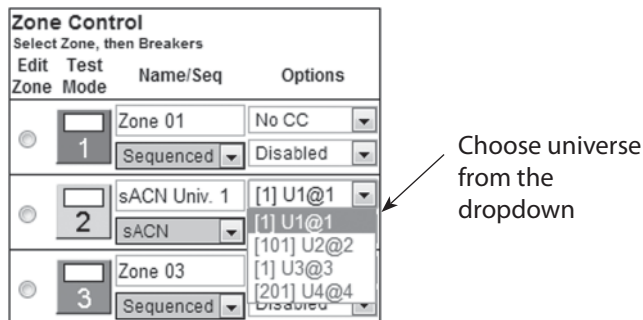 Zone Control
Select Zone, then Breakers
Edit Zone Test Mode Name/Seq Options
1 Zone 01 No CC
Sequenced Disabled
2 sACN Univ. 1 [1] U1@1
sACN [1] U1@1
[101] U2@2
[1] U3@3
[201] U4@4
3 Zone 03
Sequenced Disabled
Choose universe
from the
dropdown